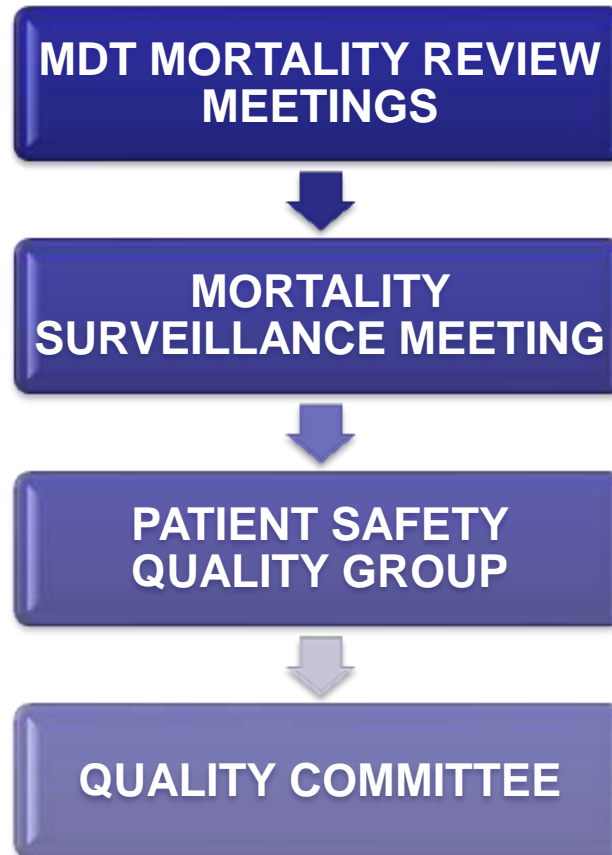 MDT MORTALITY REVIEW
MEETINGS
MORTALITY
SURVEILLANCE MEETING
PATIENT SAFETY
QUALITY GROUP
QUALITY COMMITTEE